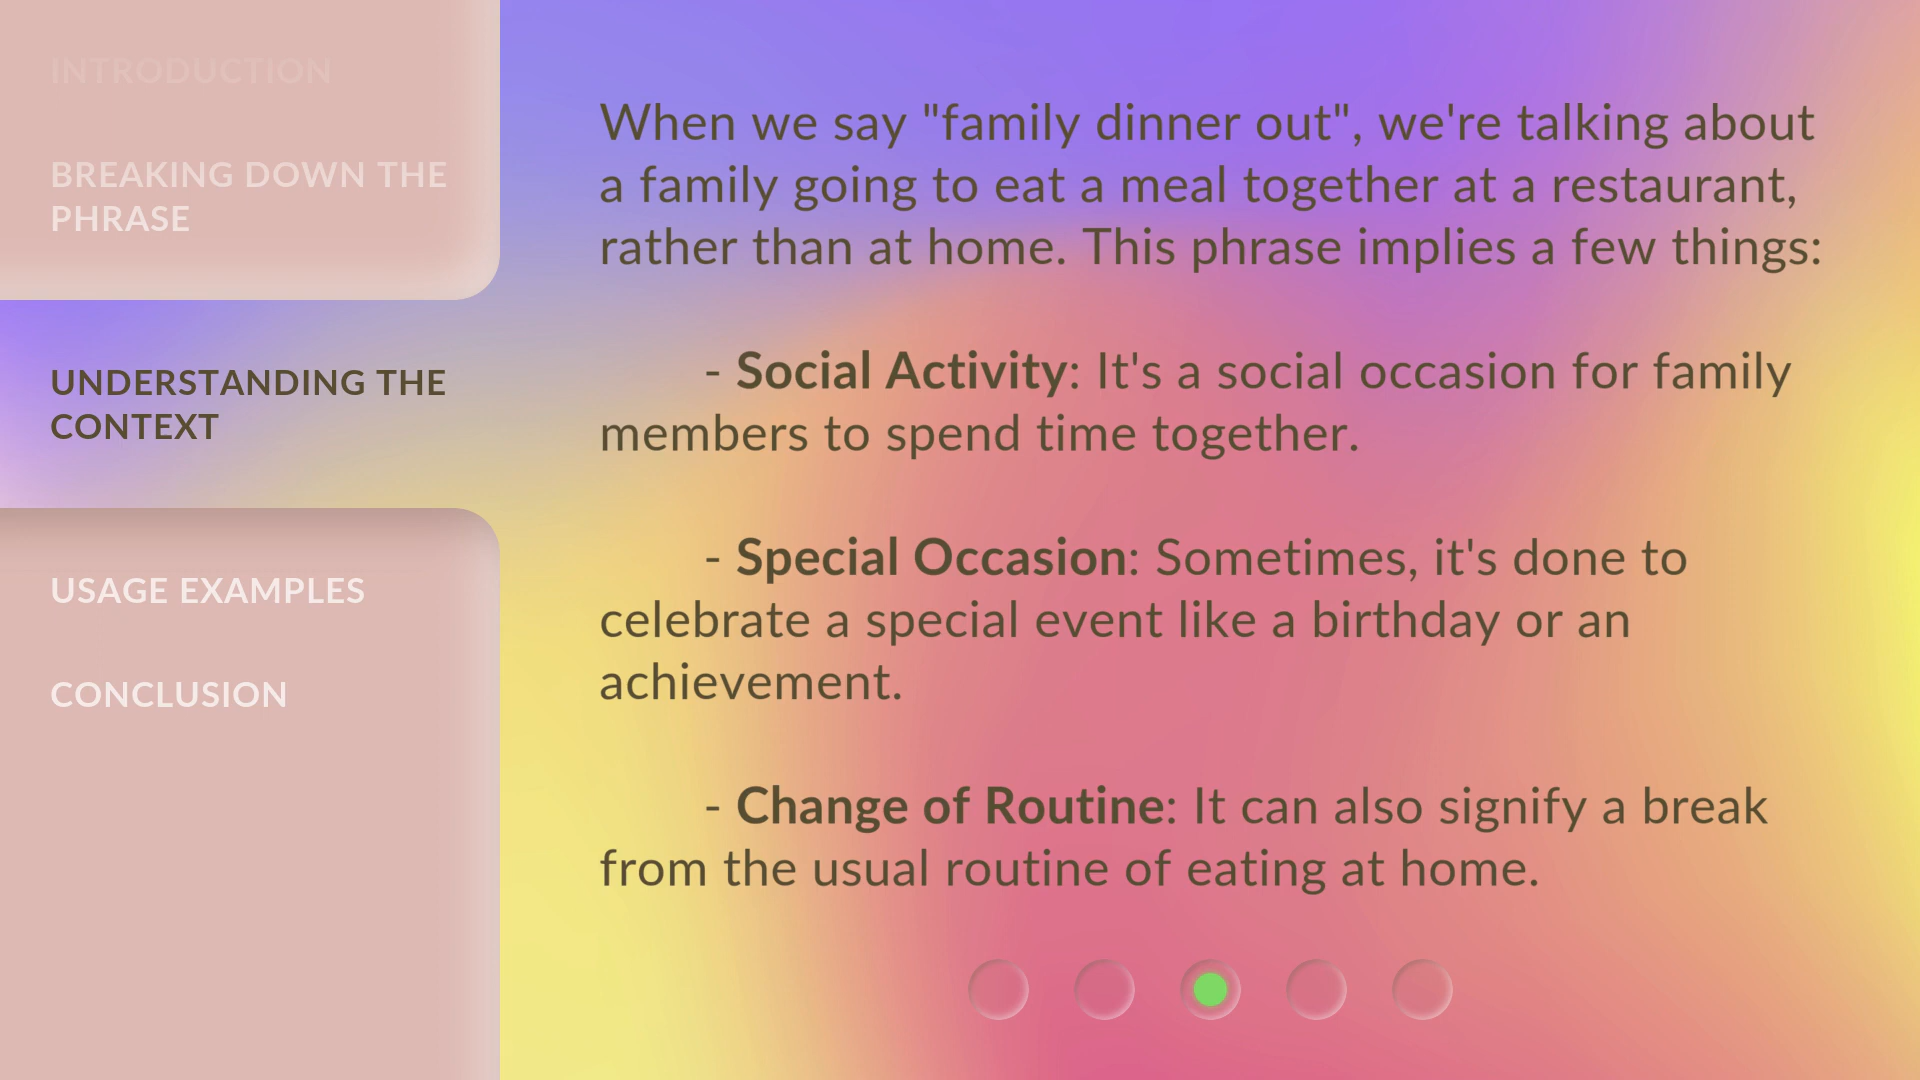 INTRODUCTION
BREAKING DOWN THE
PHRASE
UNDERSTANDING THE
CONTEXT
USAGE EXAMPLES
CONCLUSION
When we say "family dinner out", we're talking about
a family going to eat a meal together at a restaurant,
rather than at home. This phrase implies a few things:
- Social Activity: It's a social occasion for family
members to spend time together.
- Special Occasion: Sometimes, it's done to
celebrate a special event like a birthday or an
achievement.
- Change of Routine: It can also signify a break
from the usual routine of eating at home.